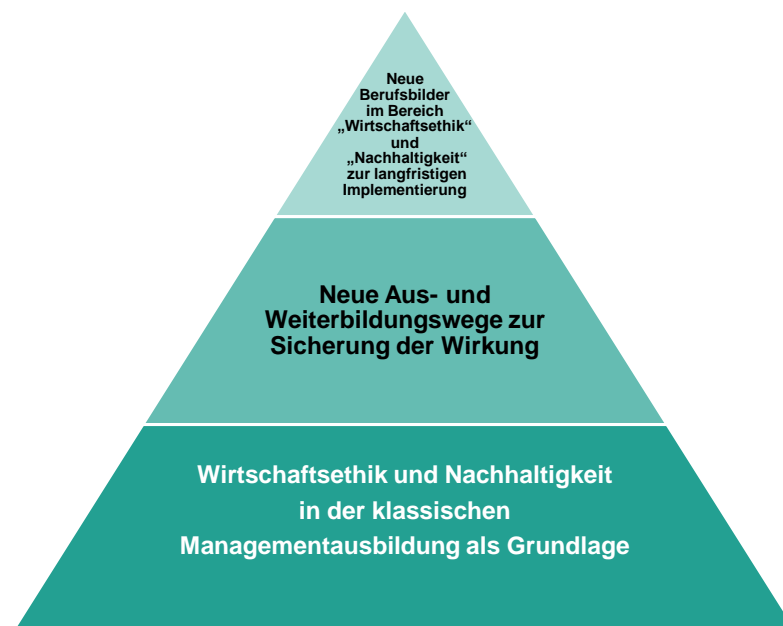 Neue
Berufsbilder
im Bereich
„Wirtschaftsethik“
und
„Nachhaltigkeit“
zur langfristigen
Implementierung
Neue Aus- und
Weiterbildungswege zur
Sicherung der Wirkung
Wirtschaftsethik und Nachhaltigkeit
in der klassischen
Managementausbildung als Grundlage